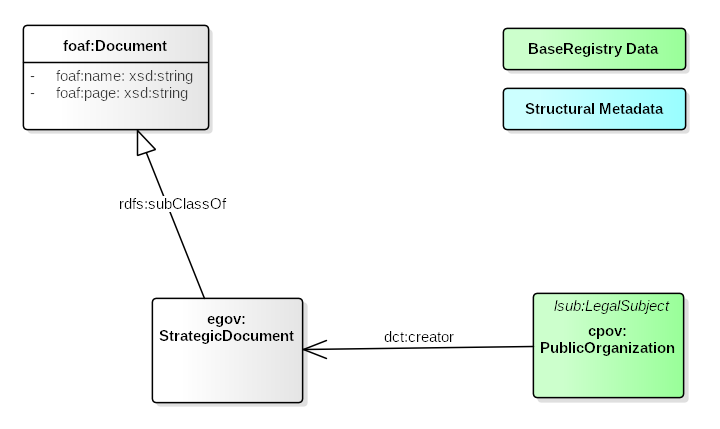 foaf:Document
- foaf:name: xsd:string
- foaf:page: xsd:string
BaseRegistry Data
Structural Metadata
rdfs:subClassOf
egov:
StrategicDocument
dct:creator
lsub:LegalSubject
cpov:
PublicOrganization